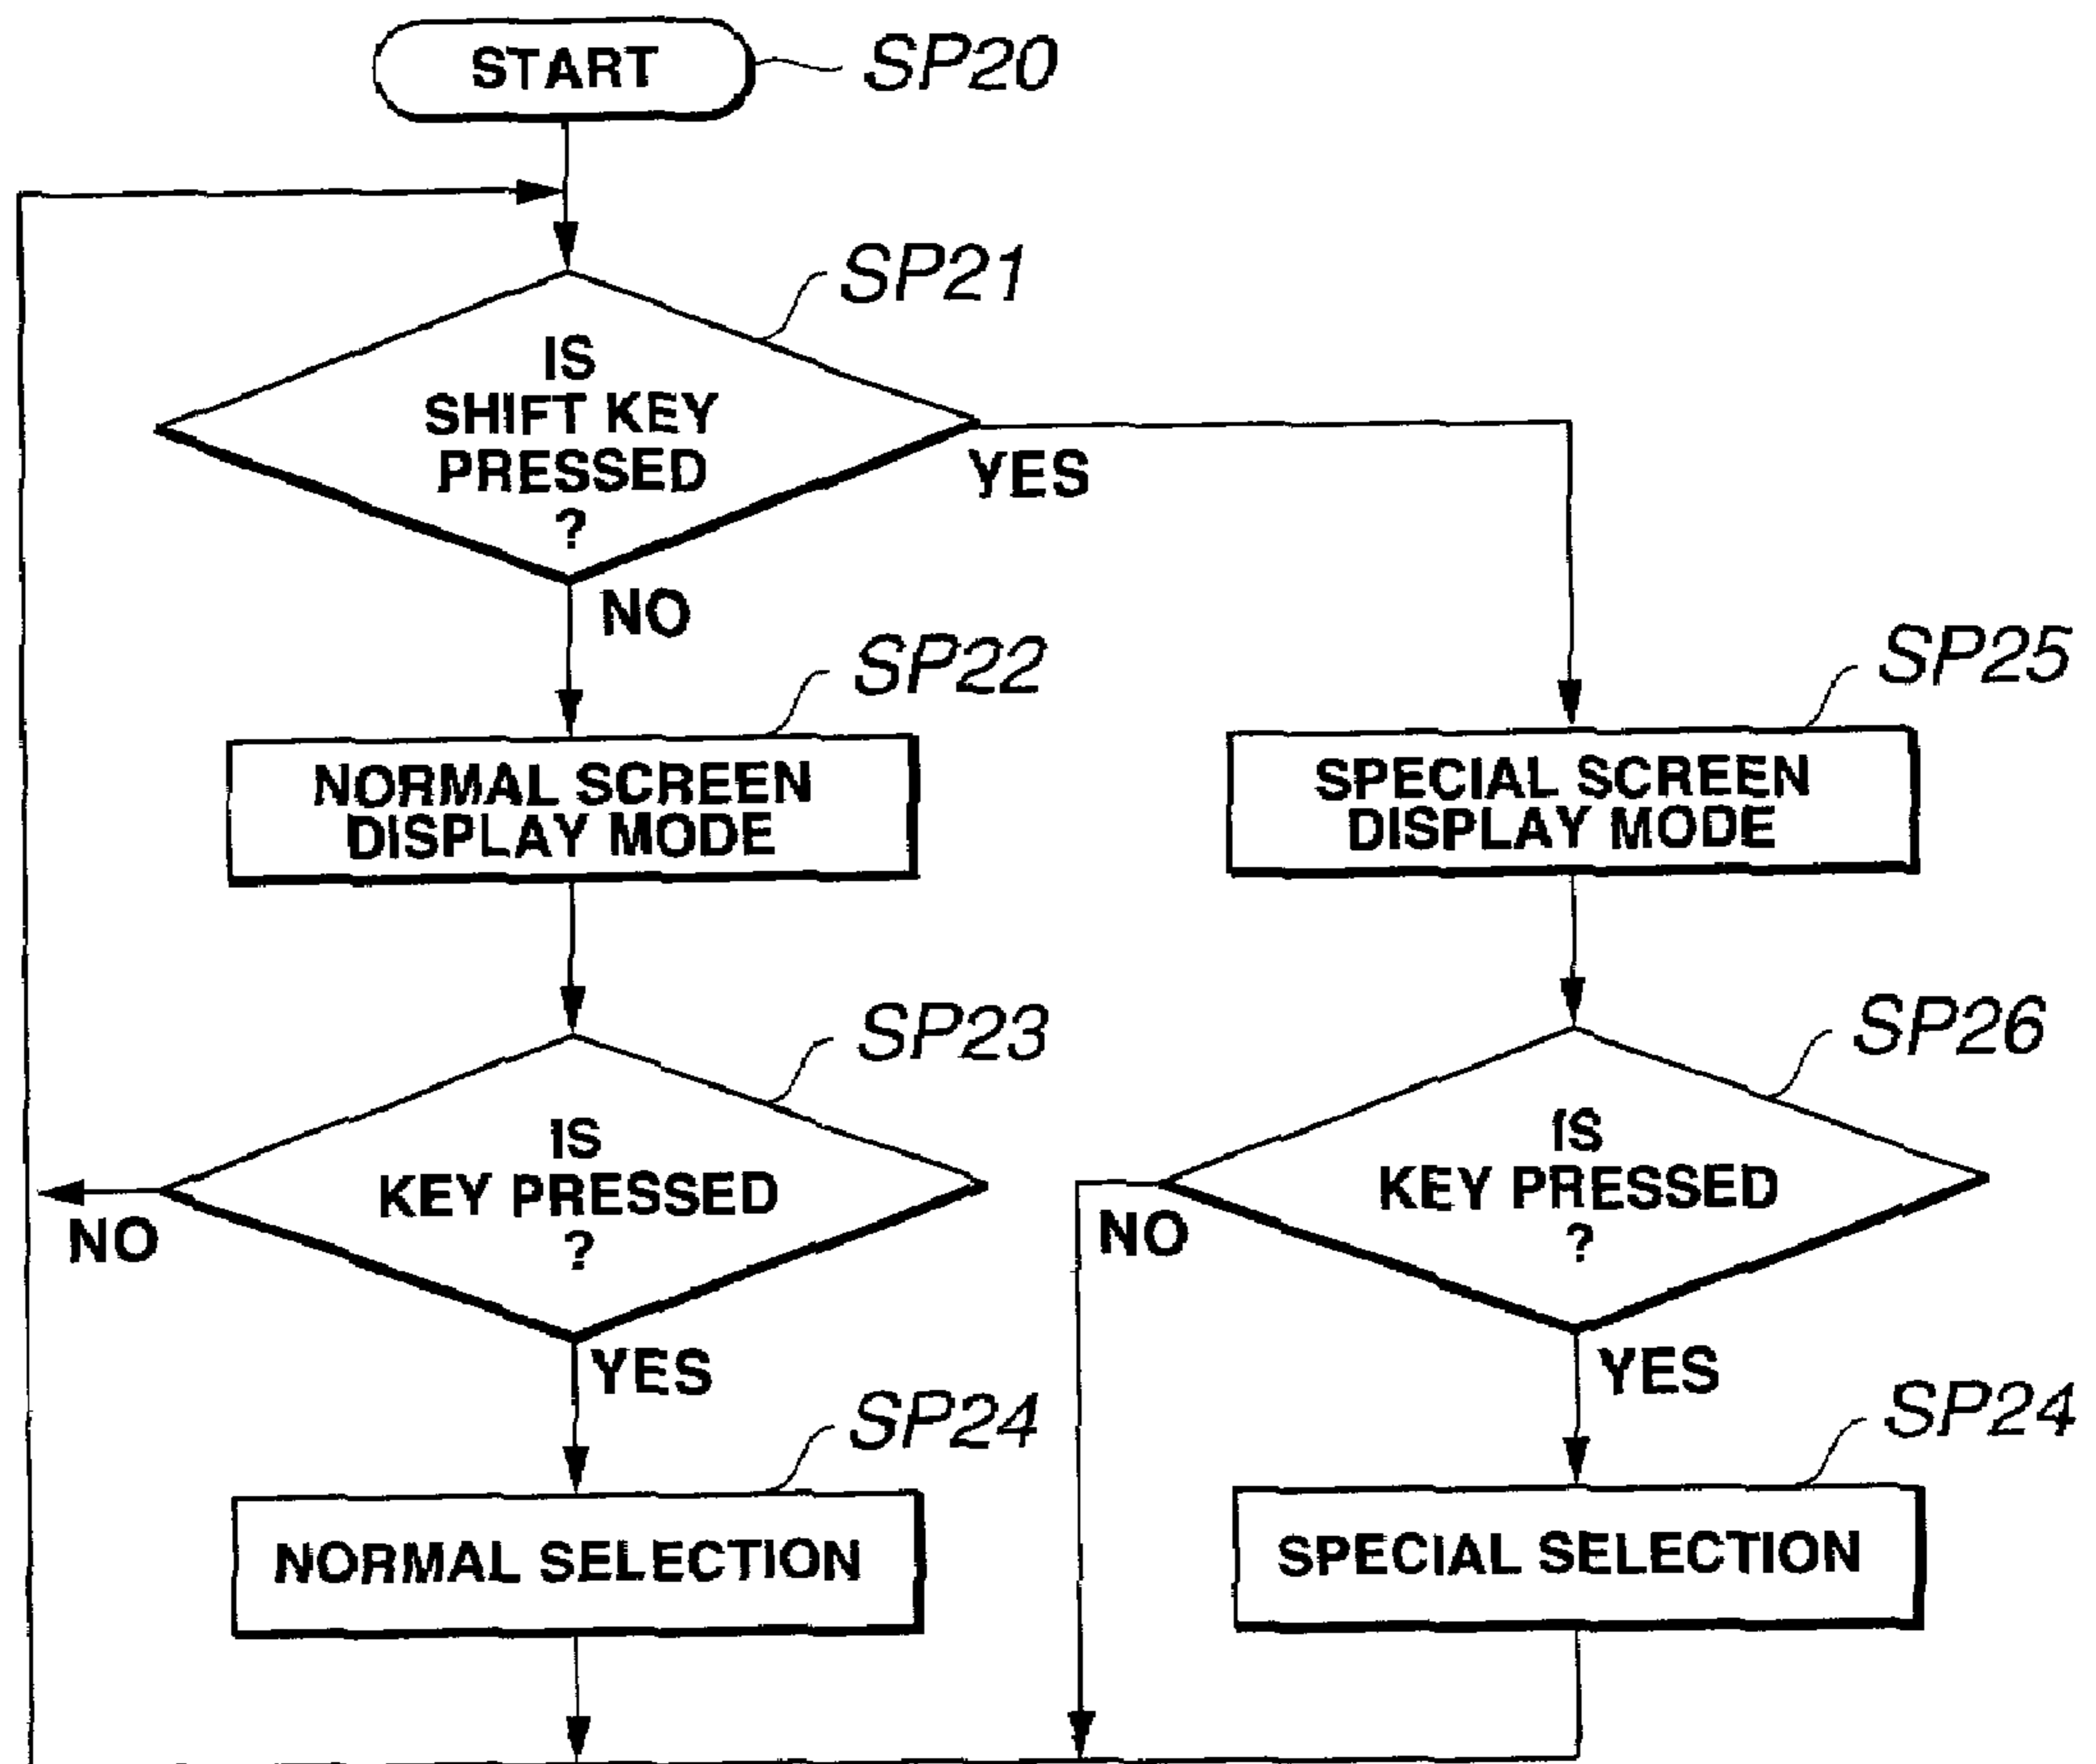 START
SP20
SP21
IS
SHIFT KEY
PRESSED
?
YES
NO
SP22
NORMAL SCREEN
DISPLAY MODE
SP25
SPECIAL SCREEN
DISPLAY MODE
SP23
IS
KEY PRESSED
?
NO
YES
SP26
IS
KEY PRESSED
?
NO
YES
SP24
NORMAL SELECTION
SP24
SPECIAL SELECTION